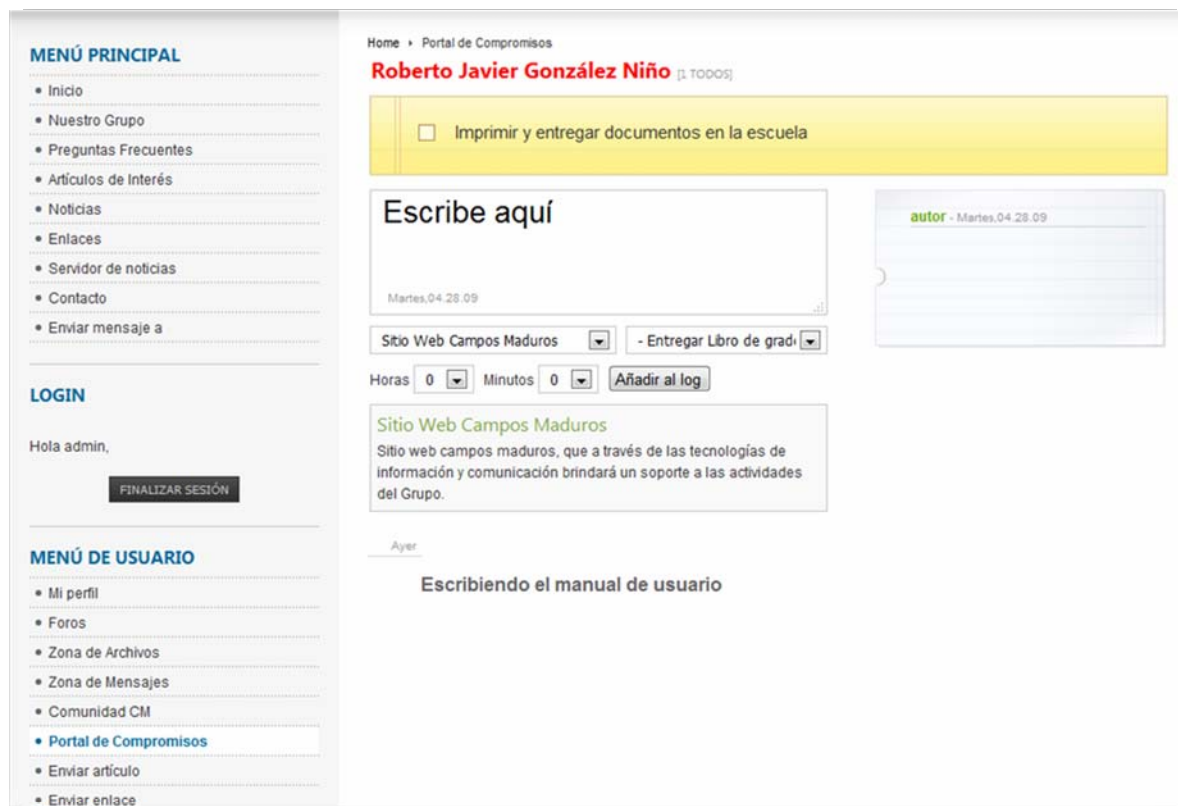 MENÚ PRINCIPAL
Inicio
Nuestro Grupo
Preguntas Frecuentes
Artículos de Interés
Noticias
Enlaces
Servidor de noticias
Contacto
Enviar mensaje a
LOGIN
Hola admin,
FINALIZAR SESIÓN
MENÚ DE USUARIO
Mi perfil
Foros
Zona de Archivos
Zona de Mensajes
Comunidad CM
Portal de Compromisos
Enviar artículo
Enviar enlace
Home Portal de Compromisos
Roberto Javier González Niño [1 TODOS]
Imprimir y entregar documentos en la escuela
Escribe aquí
Martes,04.28.09
autor - Martes,04.28.09
Sitio Web Campos Maduros - Entregar Libro de grad
Horas 0 Minutos 0 Añadir al log
Sitio Web Campos Maduros
Sitio web campos maduros, que a través de las tecnologías de
información y comunicación brindará un soporte a las actividades
del Grupo.
Ayer
Escribiendo el manual de usuario